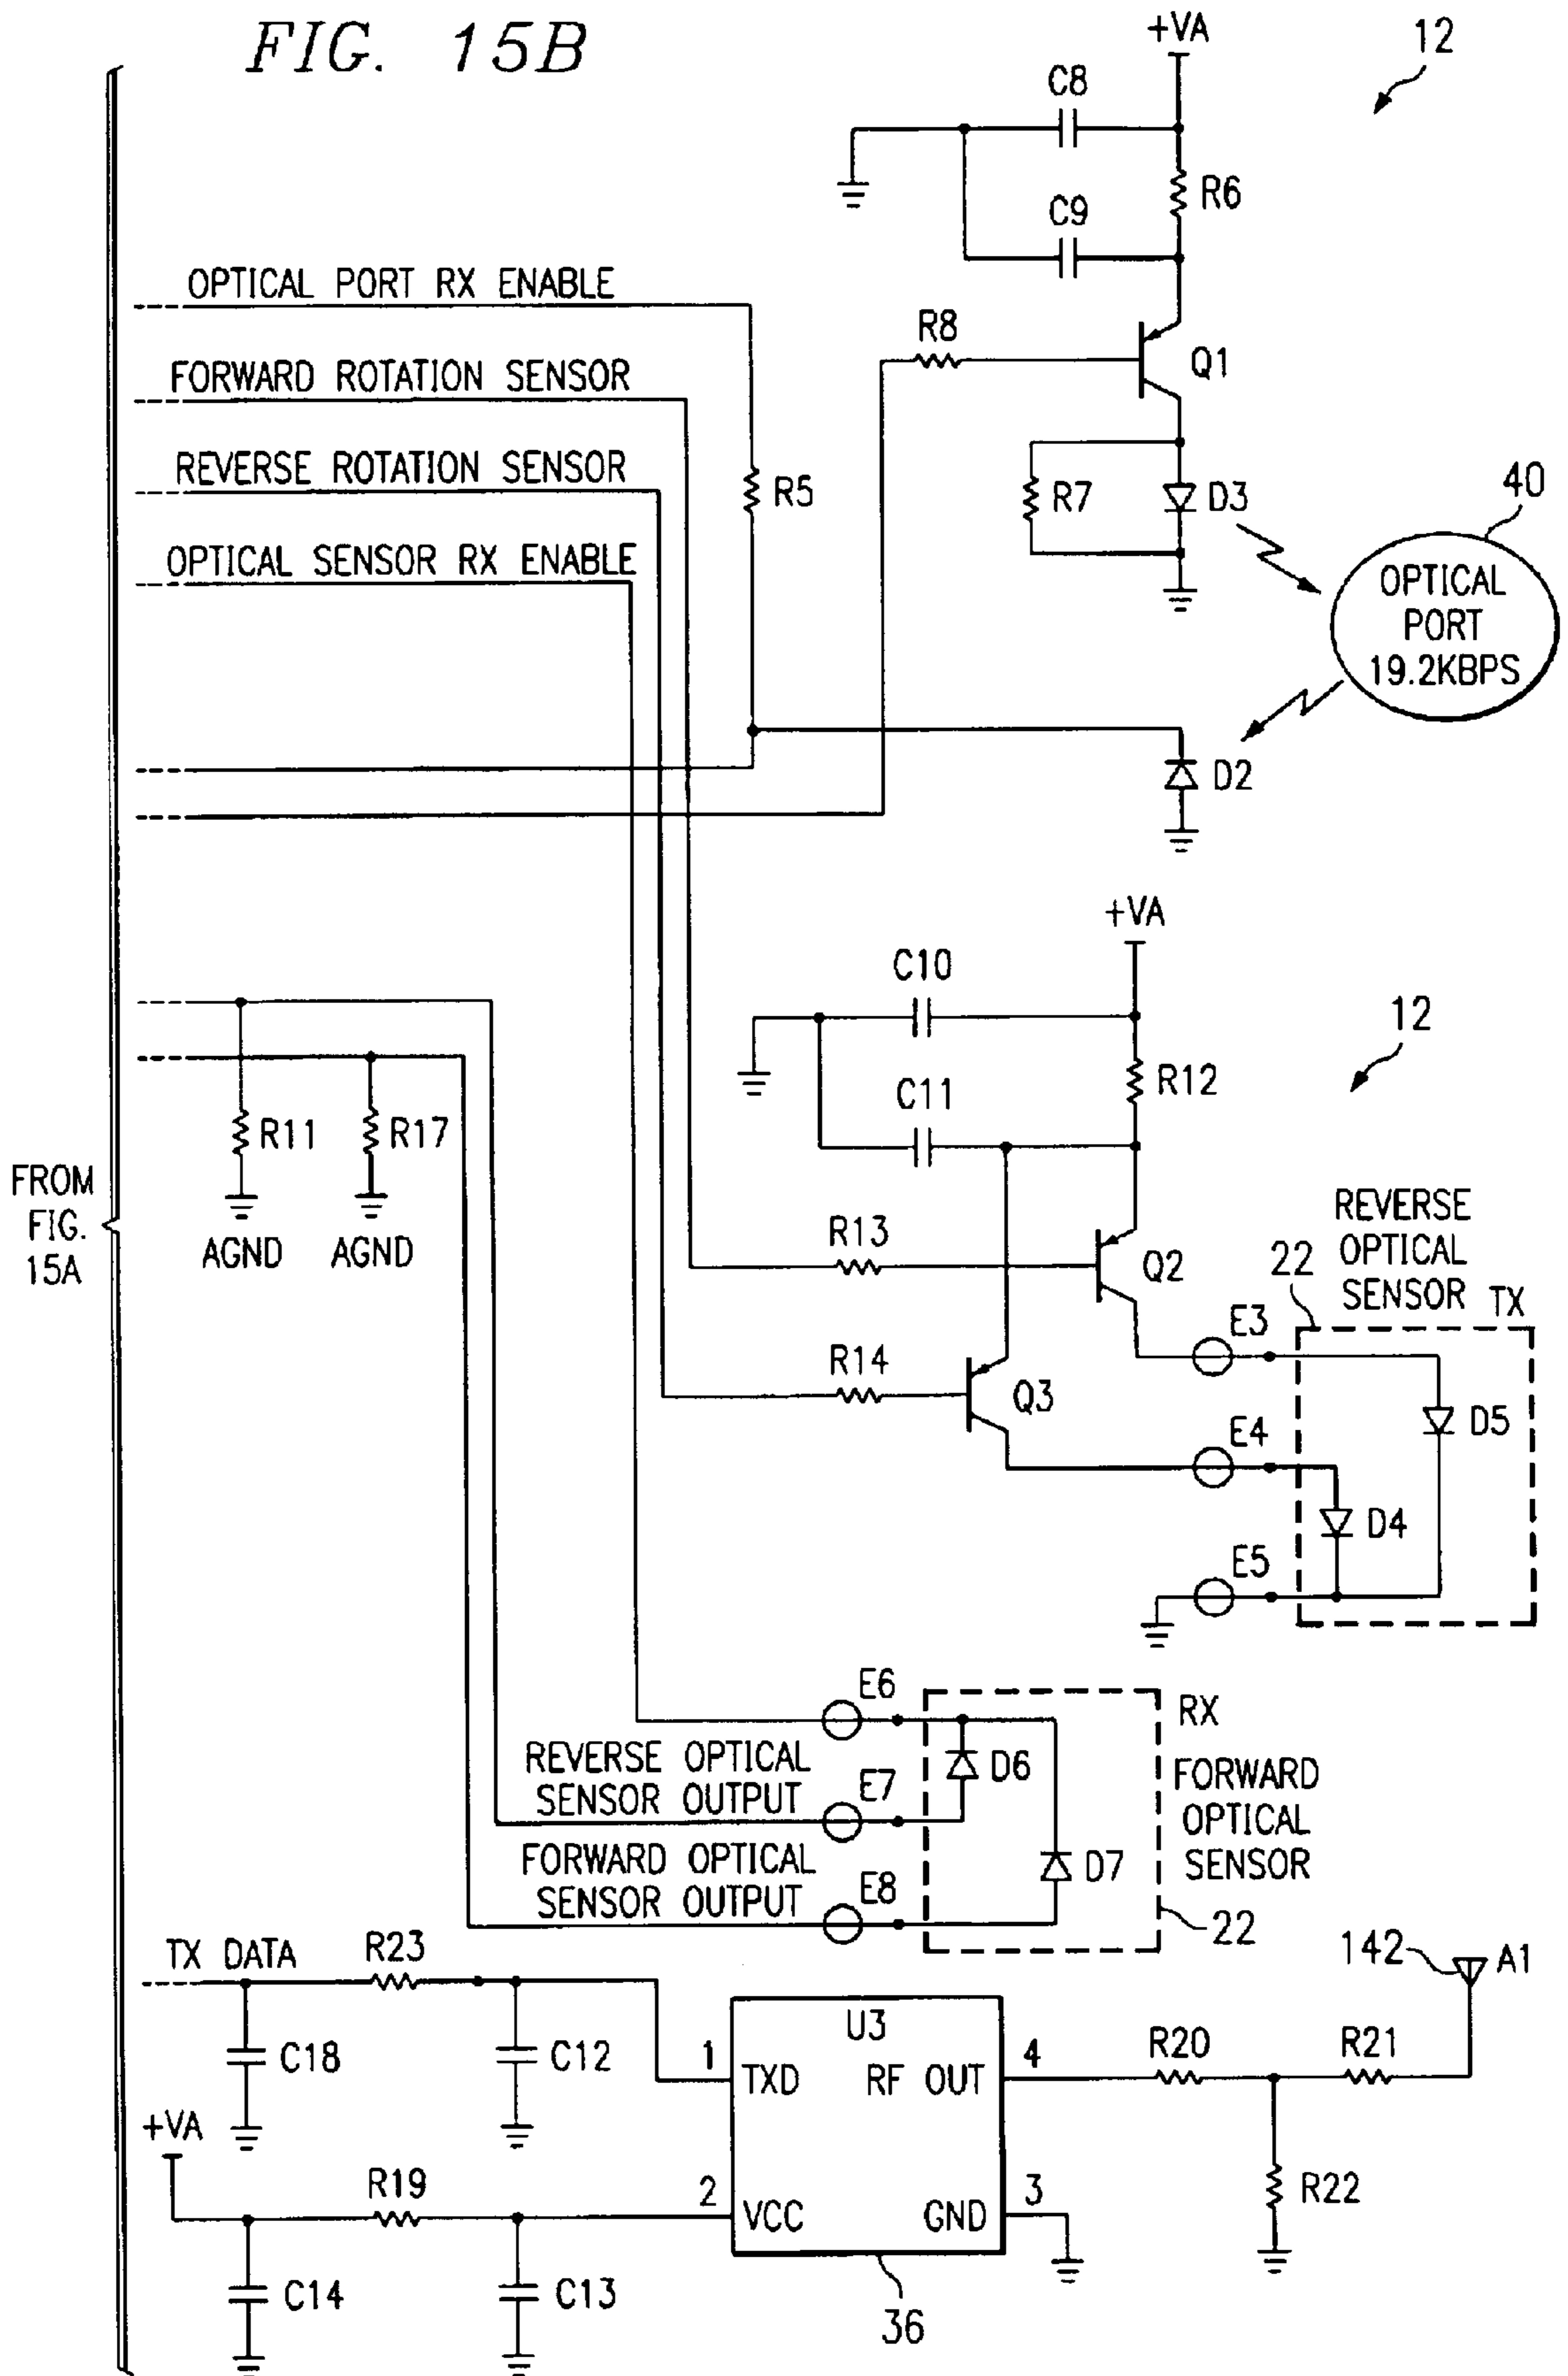 FIG. 15B
+VA
12
C8
R6
C9
OPTICAL PORT RX ENABLE
R8
Q1
FORWARD ROTATION SENSOR
REVERSE ROTATION SENSOR
R5
R7
D3
40
OPTICAL SENSOR RX ENABLE
OPTICAL
PORT
19.2KBPS
D2
+VA
C10
12
R12
C11
R11
R17
FROM
FIG.
15A
AGND
AGND
R13
Q2
REVERSE
OPTICAL
SENSOR
22
TX
E3
R14
Q3
D5
E4
D4
E5
E6
RX
REVERSE OPTICAL
SENSOR OUTPUT
E7
D6
FORWARD
OPTICAL
SENSOR
FORWARD OPTICAL
SENSOR OUTPUT
E8
D7
22
TX DATA
R23
142
A1
U3
C18
C12
1
TXD
RF OUT
4
R20
R21
+VA
R19
2
VCC
GND
3
R22
C14
C13
36